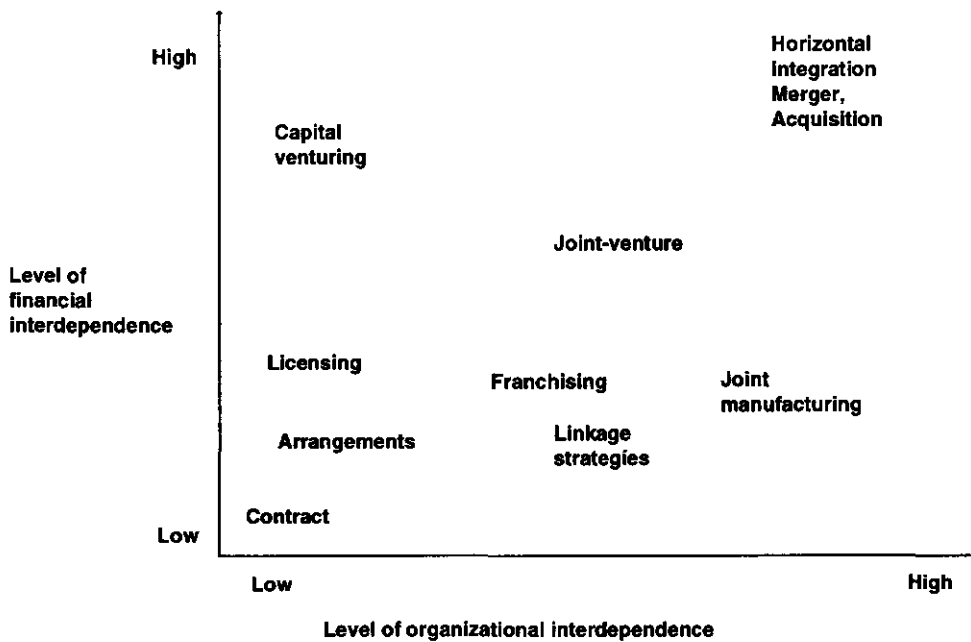 High
Horizontal
Integration
Merger,
Acquisition
Capital
venturing
Joint-venture
Level of
financial
interdependence
Licensing
Franchising
Joint
manufacturing
Arrangements
Linkage
strategies
Contract
Low
Low
High
Level of organizational interdependence